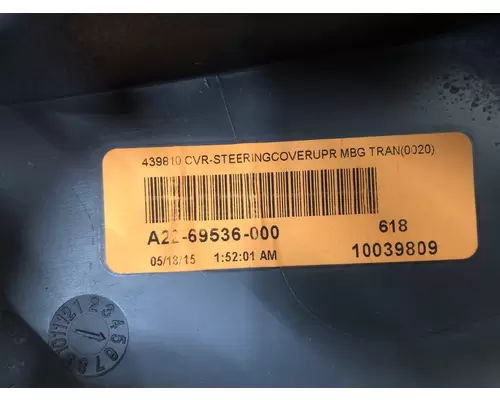 439810 CVR-STEERINGCOVERUPR MBG TRAN(0020)
A22-69536-000 618
05/18/15 1:52:01 AM 10039809